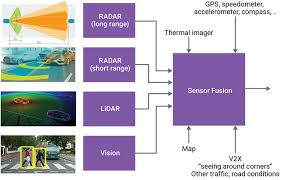 RADAR
(long range)
RADAR
(short range)
LiDAR
Vision
GPS, speedometer,
accelerometer, compass, ..
Thermal imager
Sensor Fusion
Map
V2X
"seeing around corners"
Other traffic, road conditions